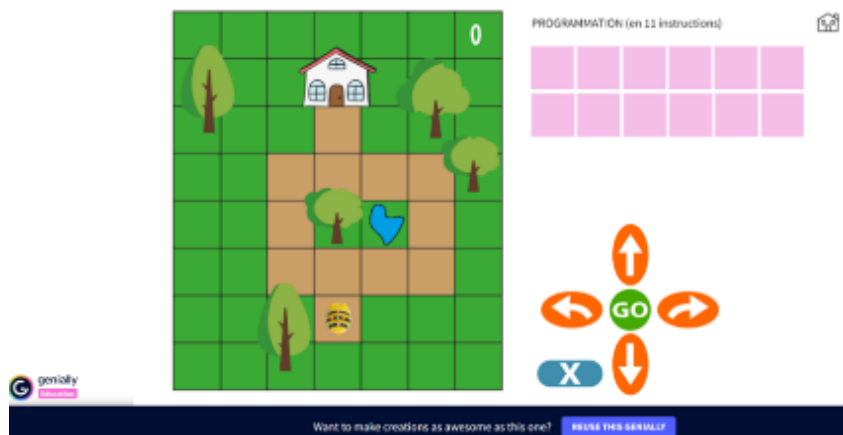 0
PROGRAMMATION (en 11 instructions)
GO
X
genially
Education
Want to make creations as awesome as this one?
REUSE THIS GENIALLY